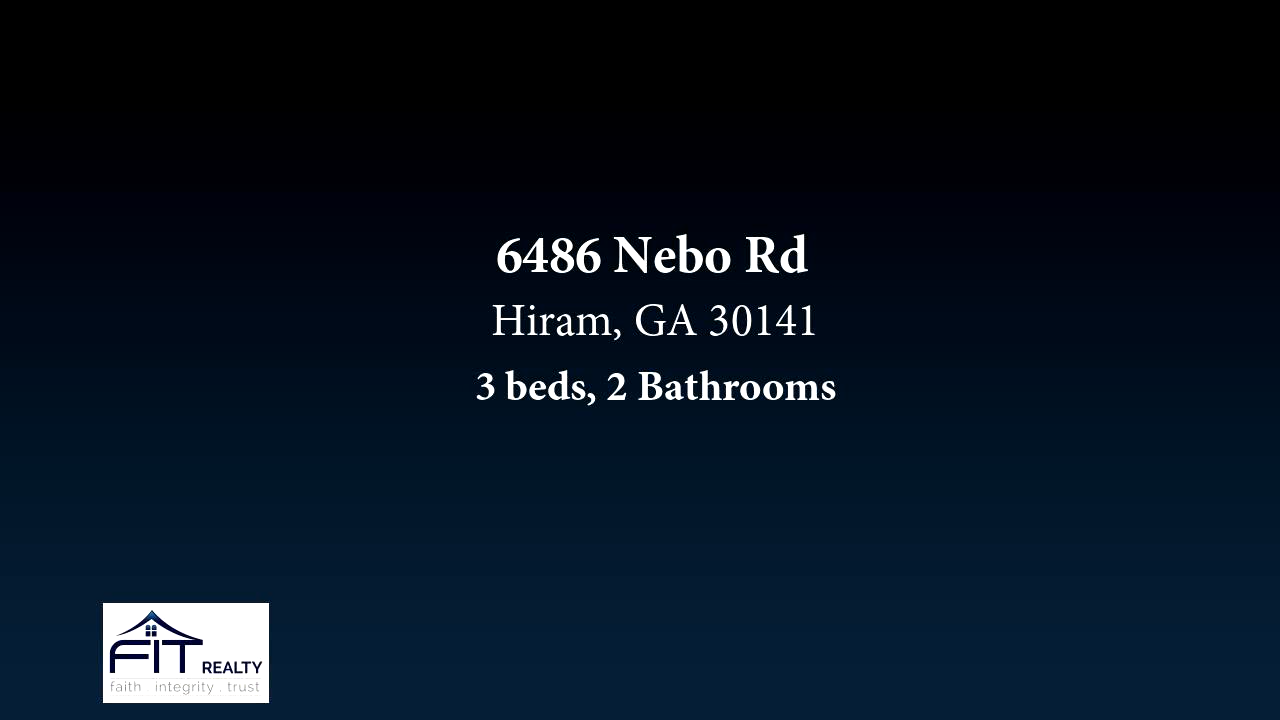 6486 Nebo Rd
Hiram, GA 30141
3 beds, 2 Bathrooms
FIT REALTY
faith . integrity . trust